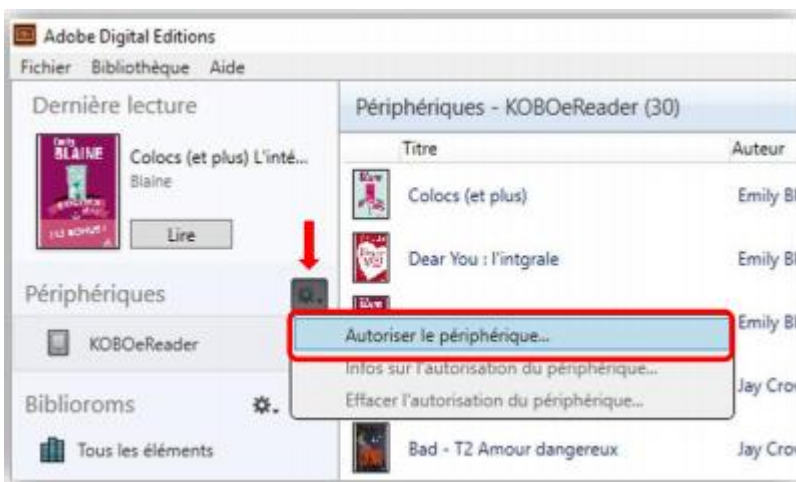 Adobe Digital Editions
Fichier Bibliothèque Aide
Dernière lecture
Périphériques - KOBOeReader (30)
Titre Auteur
BLAINE
Colocs (et plus) L'inté...
Blaine
Lire
Colocs (et plus) Emily Bl
Dear You : l'intgrale Emily Bl
Périphériques
Emily Bl
KOBOeReader
Autoriser le périphérique...
Infos sur l'autorisation du périphérique...
Effacer l'autorisation du périphérique...
Jay Cro
Biblioroms
Tous les éléments
Bad - T2 Amour dangereux Jay Cro